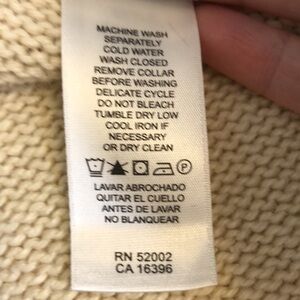 MACHINE WASH
SEPARATELY
COLD WATER
WASH CLOSED
REMOVE COLLAR
BEFORE WASHING
DELICATE CYCLE
DO NOT BLEACH
TUMBLE DRY LOW
COOL IRON IF
NECESSARY
OR DRY CLEAN
P
LAVAR ABROCHADO
QUITAR EL CUELLO
ANTES DE LAVAR
NO BLANQUEAR
RN 52002
CA 16396